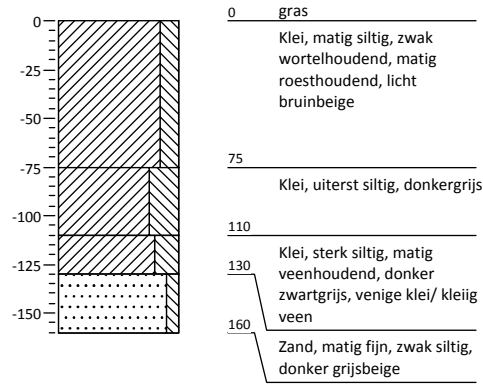 0
-25
-50
-75
-100
-125
-150
0 gras
Klei, matig siltig, zwak
wortelhoudend, matig
roesthoudend, licht
bruinbeige
75
Klei, uiterst siltig, donkergrijs
110
Klei, sterk siltig, matig
veenhoudend, donker
zwartgrijs, venige klei/ kleiig
veen
130
Zand, matig fijn, zwak siltig,
donker grijsbeige
160